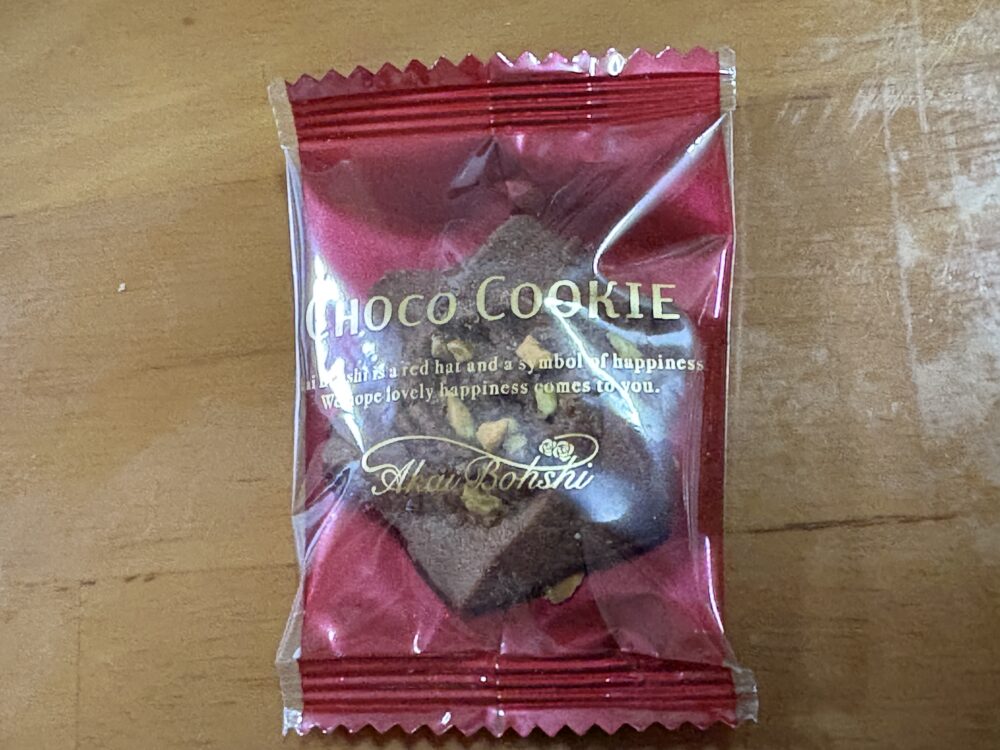 CHOCO COOKIE
is a red hat and a symbol of happiness
We hope lovely happiness comes to you.
Akai Bohshi